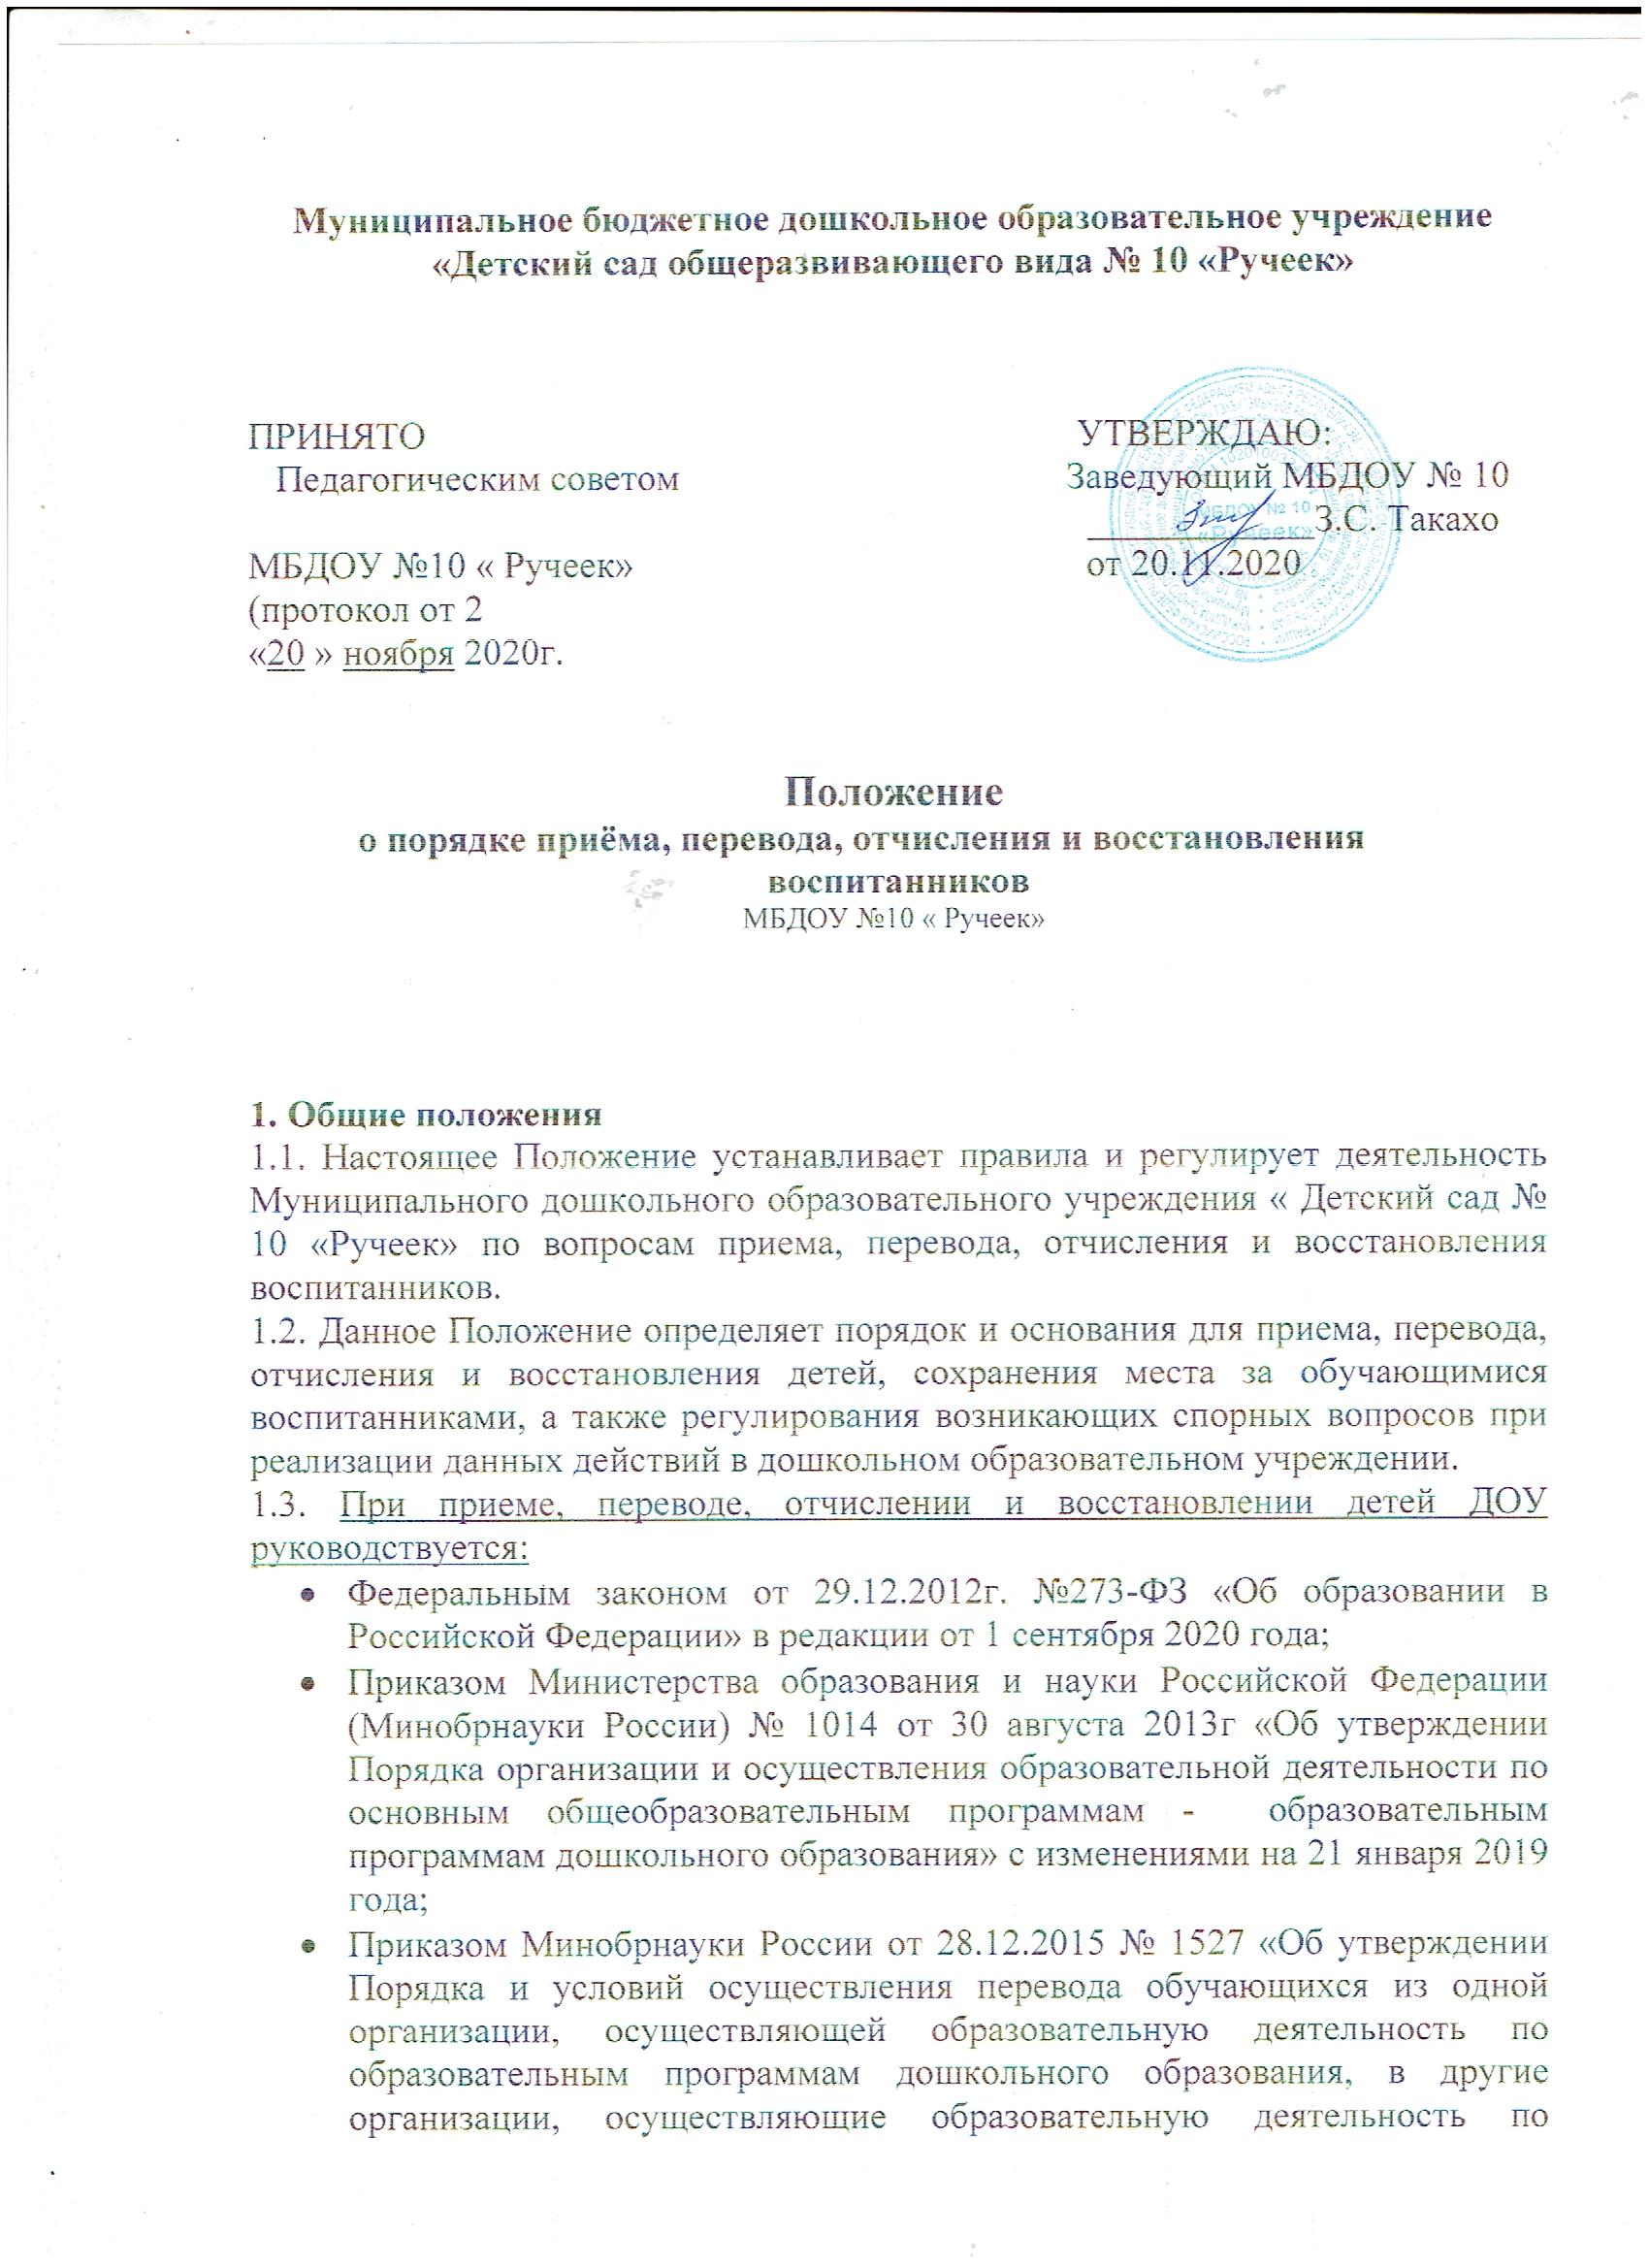 Муниципальное бюджетное дошкольное образовательное учреждение
«Детский сад общеразвивающего вида № 10 «Ручеек»
ПРИНЯТО
Педагогическим советом
МБДОУ №10 « Ручеек»
(протокол от 2
«20 » ноября 2020г.
УТВЕРЖДАЮ:
Заведующий МБДОУ № 10
З.С. Такахо
от 20.11.2020
МБДОУ № 10
«Ручеек»
Положение
о порядке приёма, перевода, отчисления и восстановления
воспитанников
МБДОУ №10 « Ручеек»
1. Общие положения
1.1. Настоящее Положение устанавливает правила и регулирует деятельность
Муниципального дошкольного образовательного учреждения « Детский сад №
10 «Ручеек» по вопросам приема, перевода, отчисления и восстановления
воспитанников.
1.2. Данное Положение определяет порядок и основания для приема, перевода,
отчисления и восстановления детей, сохранения места за обучающимися
воспитанниками, а также регулирования возникающих спорных вопросов при
реализации данных действий в дошкольном образовательном учреждении.
1.3. При приеме, переводе, отчислении и восстановлении детей ДОУ
руководствуется:
• Федеральным законом от 29.12.2012г. №273-ФЗ «Об образовании в
Российской Федерации» в редакции от 1 сентября 2020 года;
• Приказом Министерства образования и науки Российской Федерации
(Минобрнауки России) № 1014 от 30 августа 2013г «Об утверждении
Порядка организации и осуществления образовательной деятельности по
основным общеобразовательным программам - образовательным
программам дошкольного образования» с изменениями на 21 января 2019
года;
• Приказом Минобрнауки России от 28.12.2015 № 1527 «Об утверждении
Порядка и условий осуществления перевода обучающихся из одной
организации, осуществляющей образовательную деятельность по
образовательным программам дошкольного образования, в другие
организации, осуществляющие образовательную деятельность по